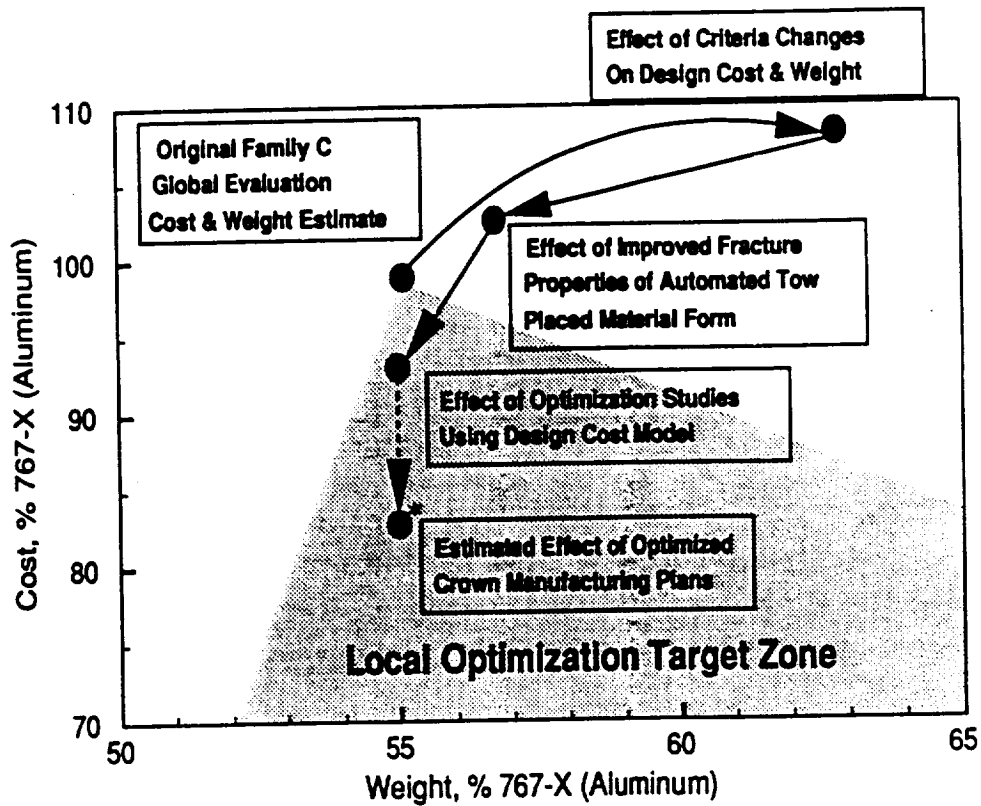 Effect of Criteria Changes
On Design Cost & Weight
110
Original Family C
Global Evaluation
Cost & Weight Estimate
Effect of Improved Fracture
Properties of Automated Tow
Placed Material Form
100
Effect of Optimization Studies
Using Design Cost Model
90
*
Estimated Effect of Optimized
Crown Manufacturing Plans
80
Local Optimization Target Zone
70
Cost, % 767-X (Aluminum)
50
55
60
65
Weight, % 767-X (Aluminum)